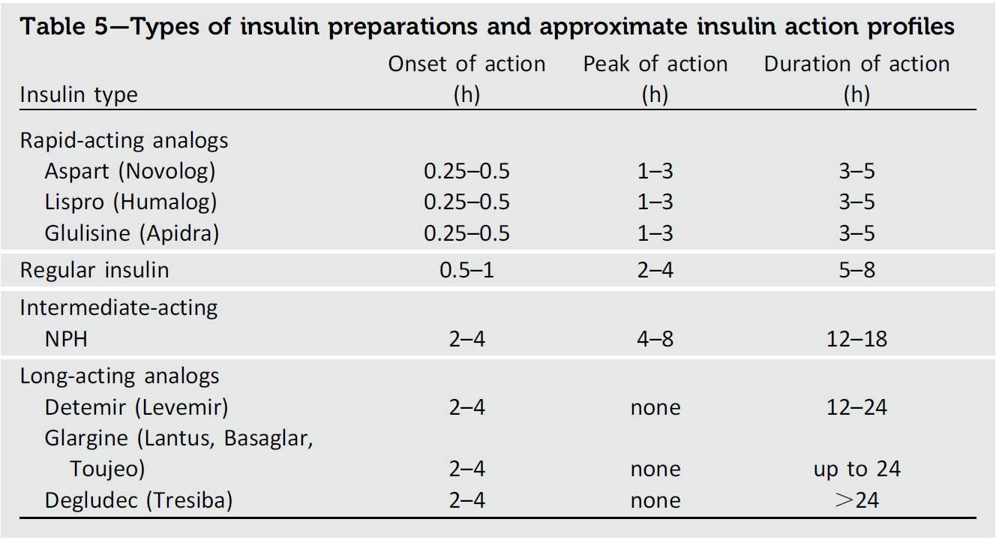 Table 5—Types of insulin preparations and approximate insulin action profiles
Onset of action Peak of action Duration of action
Insulin type (h) (h) (h)
Rapid-acting analogs
Aspart (Novolog) 0.25–0.5 1–3 3–5
Lispro (Humalog) 0.25–0.5 1–3 3–5
Glulisine (Apidra) 0.25–0.5 1–3 3–5
Regular insulin 0.5–1 2–4 5–8
Intermediate-acting
NPH 2–4 4–8 12–18
Long-acting analogs
Detemir (Levemir) 2–4 none 12–24
Glargine (Lantus, Basaglar,
Toujeo) 2–4 none up to 24
Degludec (Tresiba) 2–4 none >24